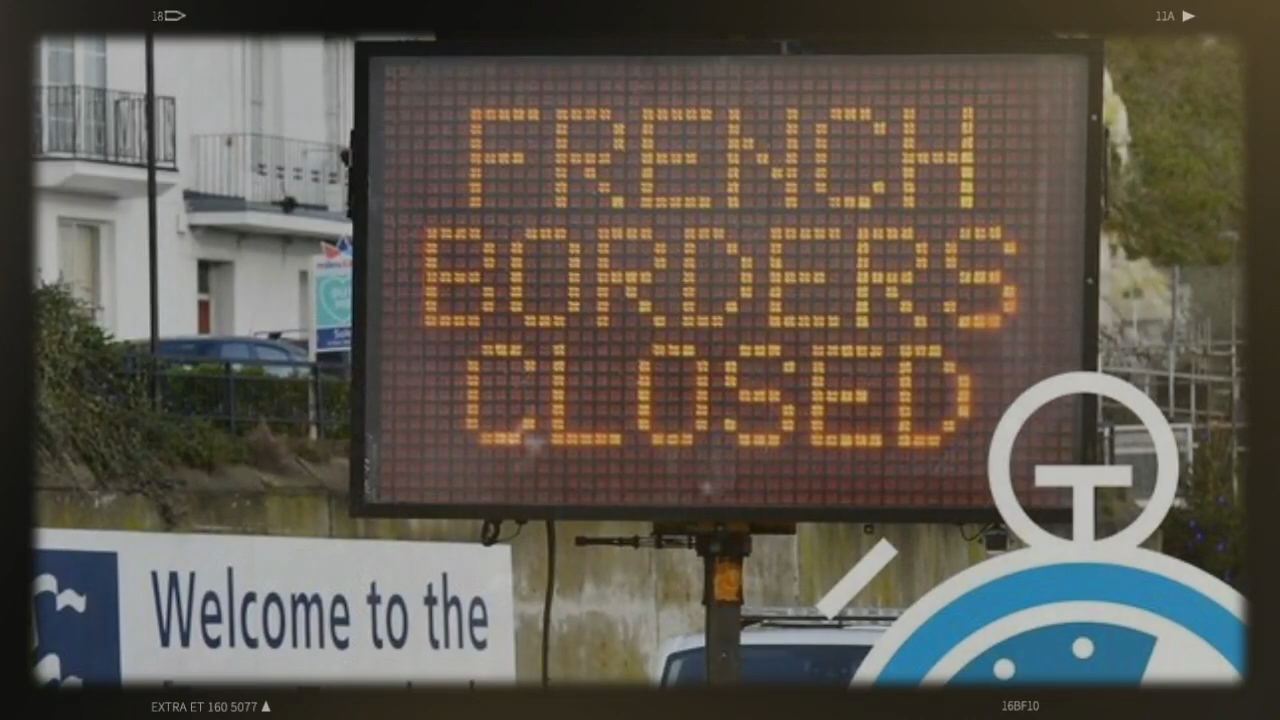 18
11A
FRENCH
BORDERS
CLOSED
Welcome to the
EXTRA ET 160 5077
16BF10